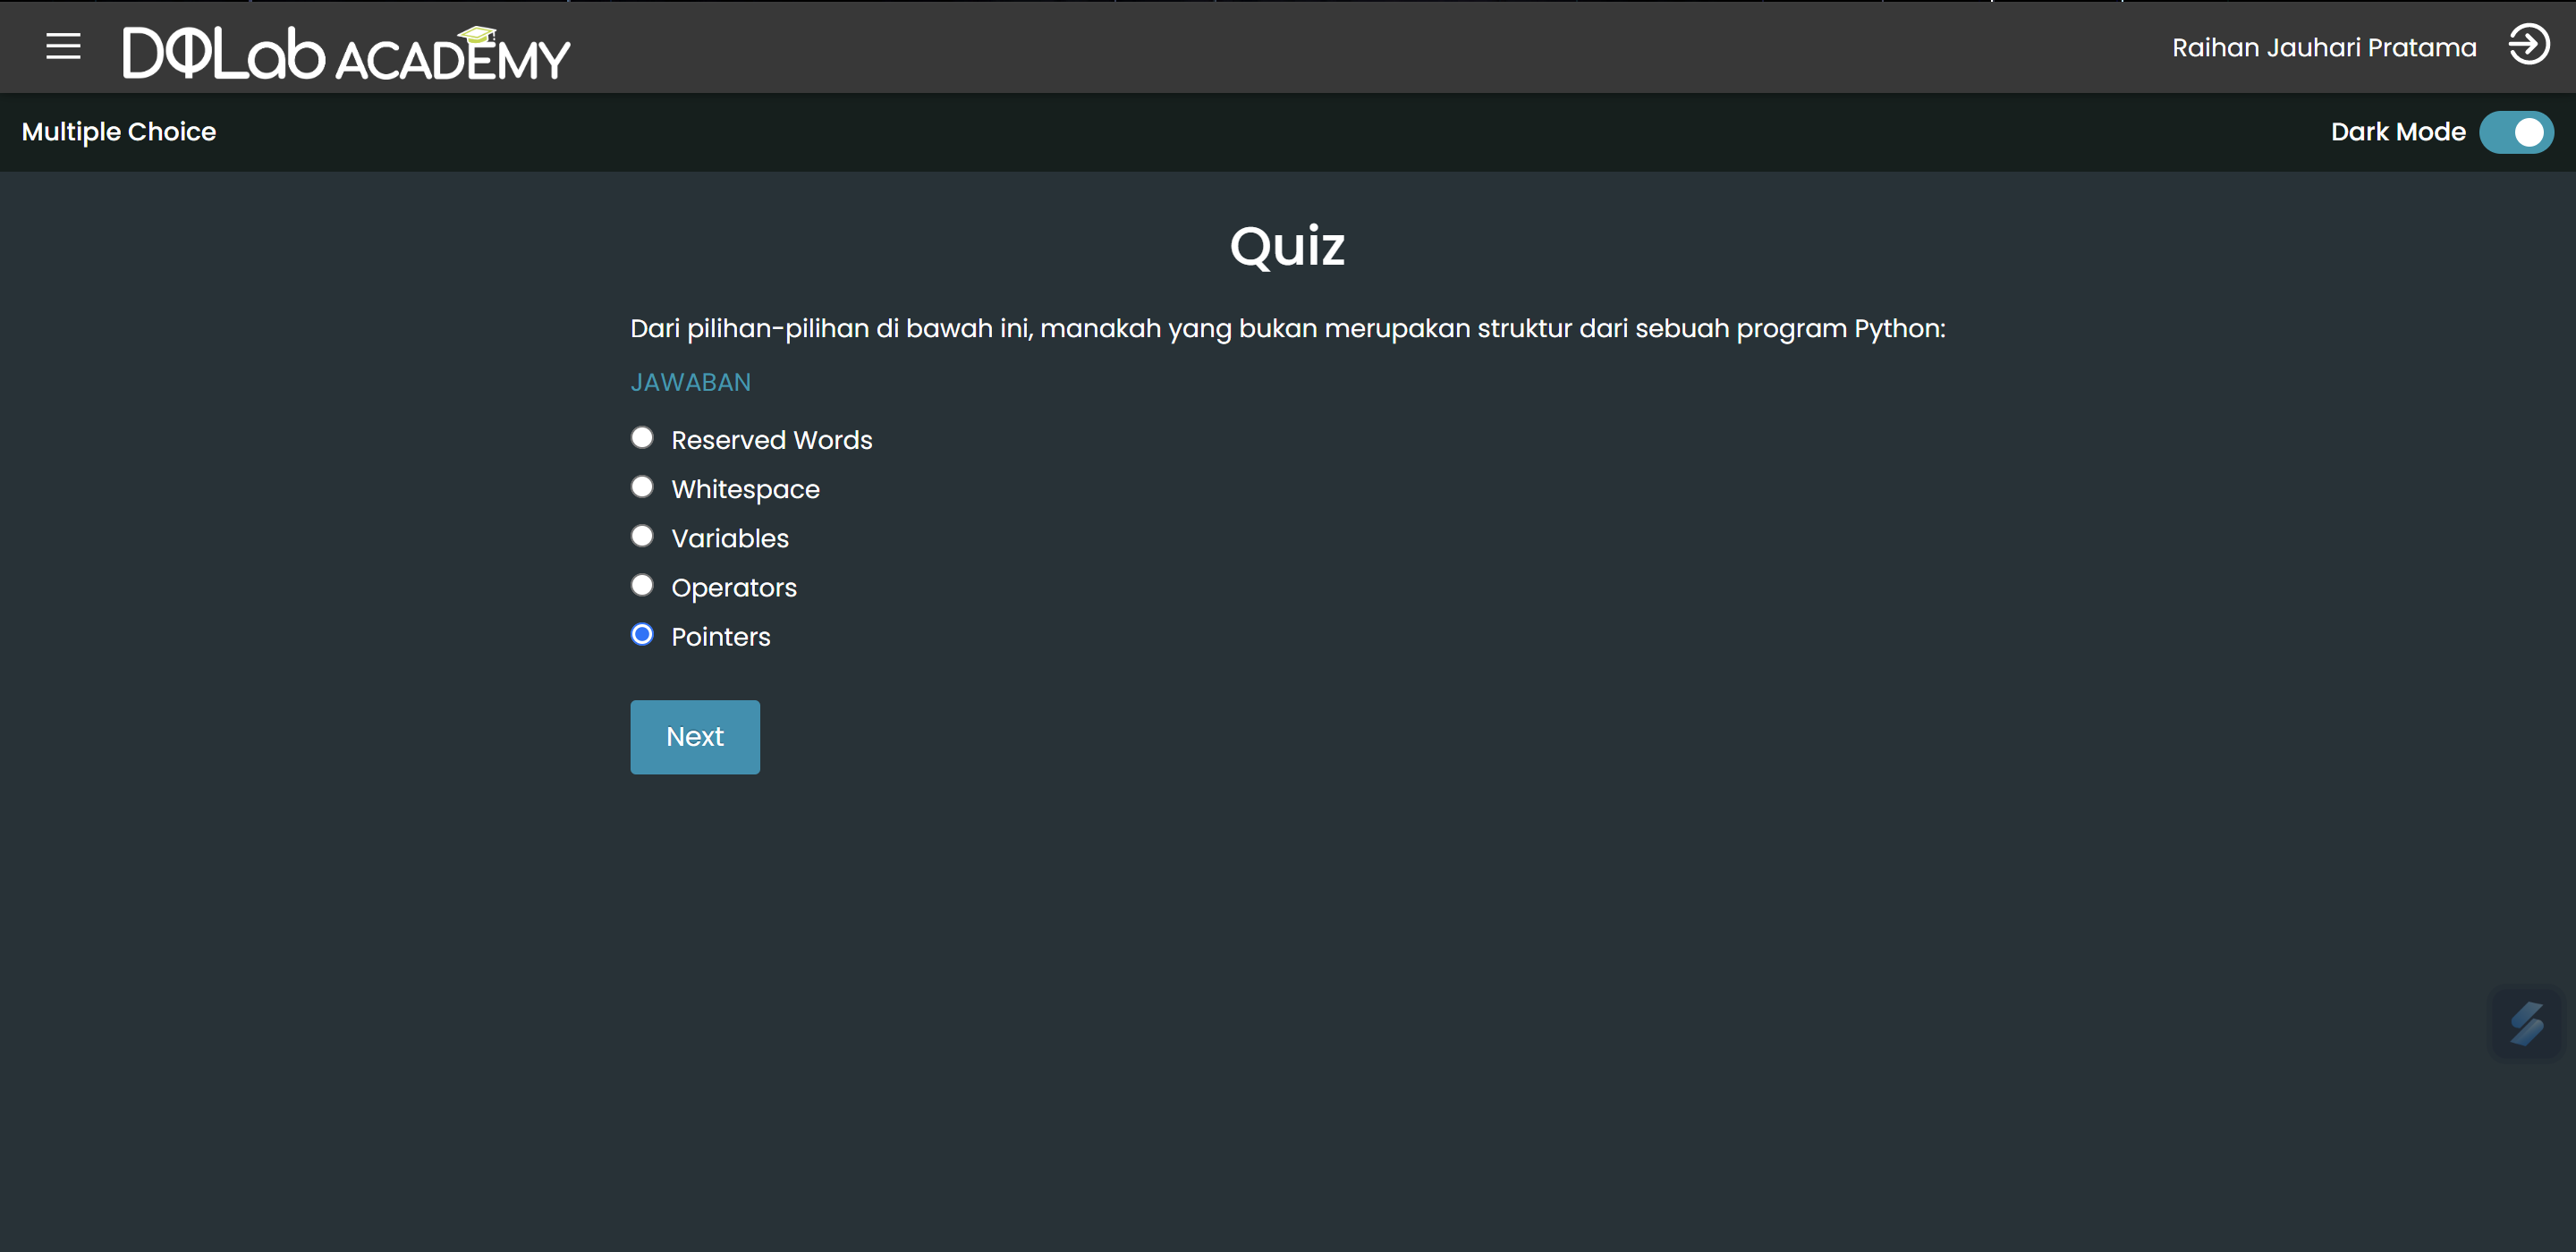 DQLab ACADEMY
Raihan Jauhari Pratama
Multiple Choice
Dark Mode
Quiz
Dari pilihan-pilihan di bawah ini, manakah yang bukan merupakan struktur dari sebuah program Python:
JAWABAN
Reserved Words
Whitespace
Variables
Operators
Pointers
Next